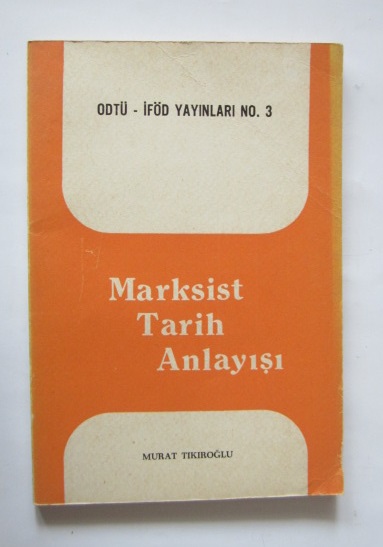 ODTÜ - İFÖD YAYINLARI NO. 3
Marksist
Tarih
Anlayışı
MURAT TIKIROĞLU